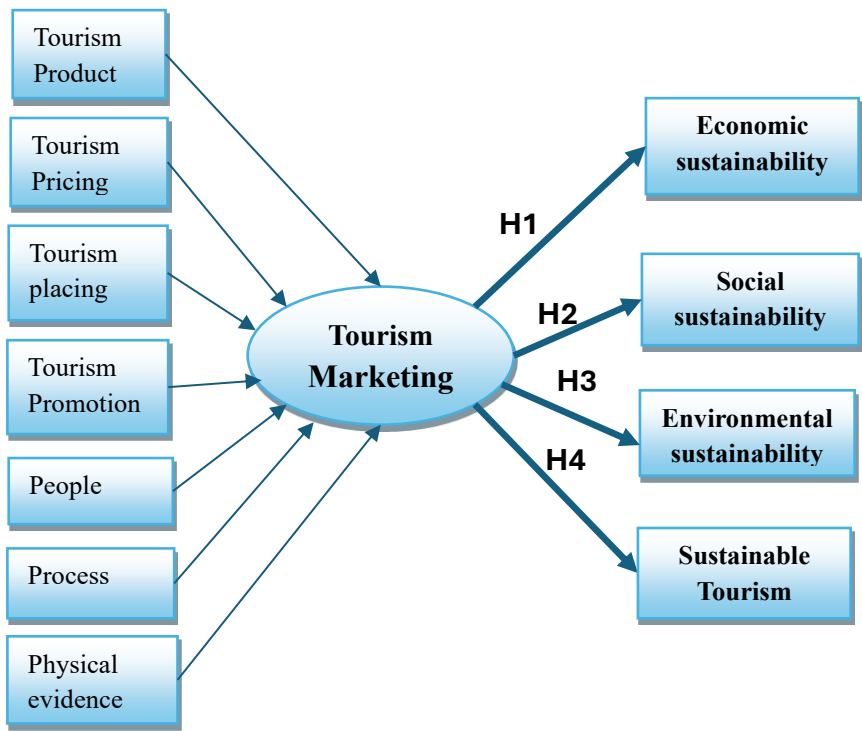 Tourism
Product
Tourism
Pricing
Tourism
placing
Tourism
Promotion
People
Process
Physical
evidence
Tourism
Marketing
H1
H2
H3
H4
Economic
sustainability
Social
sustainability
Environmental
sustainability
Sustainable
Tourism